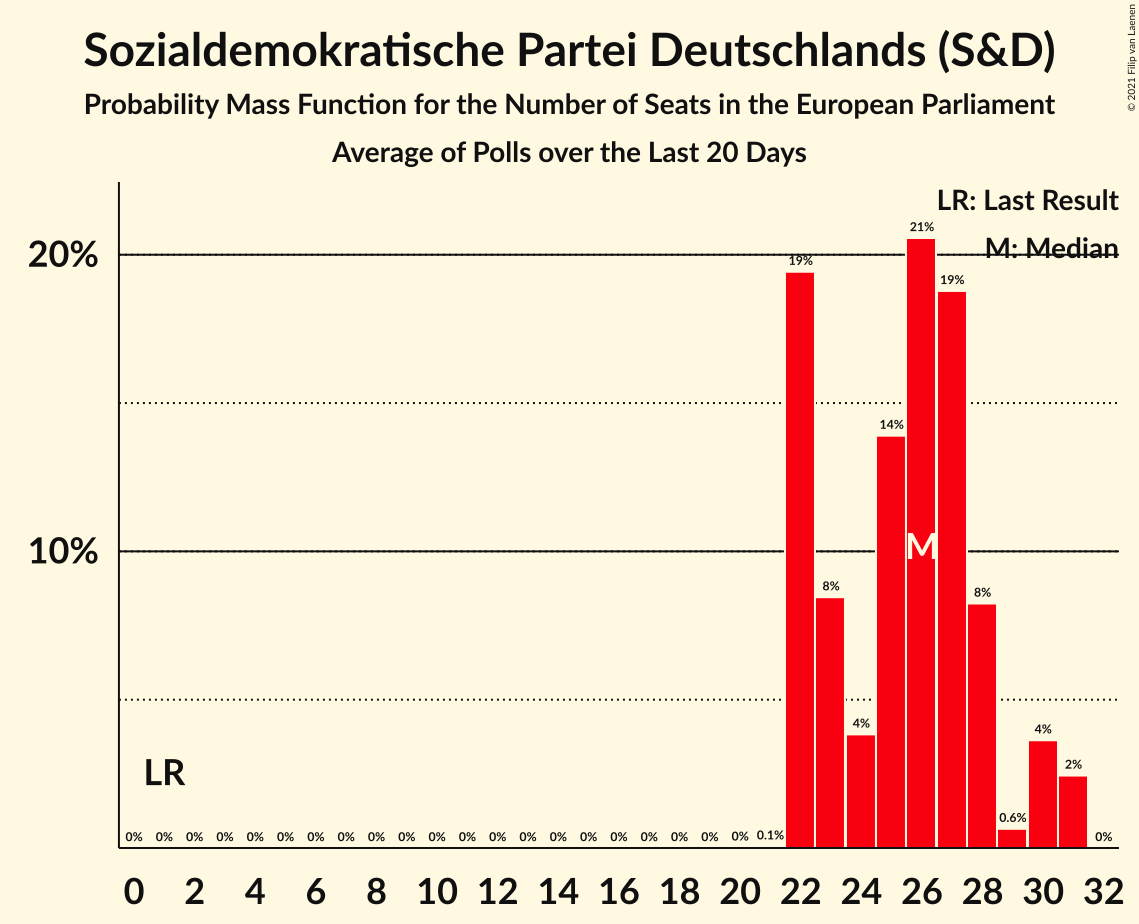 Sozialdemokratische Partei Deutschlands (S&D)
Probability Mass Function for the Number of Seats in the European Parliament
Average of Polls over the Last 20 Days
© 2021 Filip van Laenen
LR: Last Result
M: Median
20%
10%
21%
19%
19%
14%
M
8%
8%
4%
4%
2%
LR
0% 0% 0% 0% 0% 0% 0% 0% 0% 0% 0% 0% 0% 0% 0% 0% 0% 0% 0% 0% 0% 0.1% 0.6% 0%
0 2 4 6 8 10 12 14 16 18 20 22 24 26 28 30 32